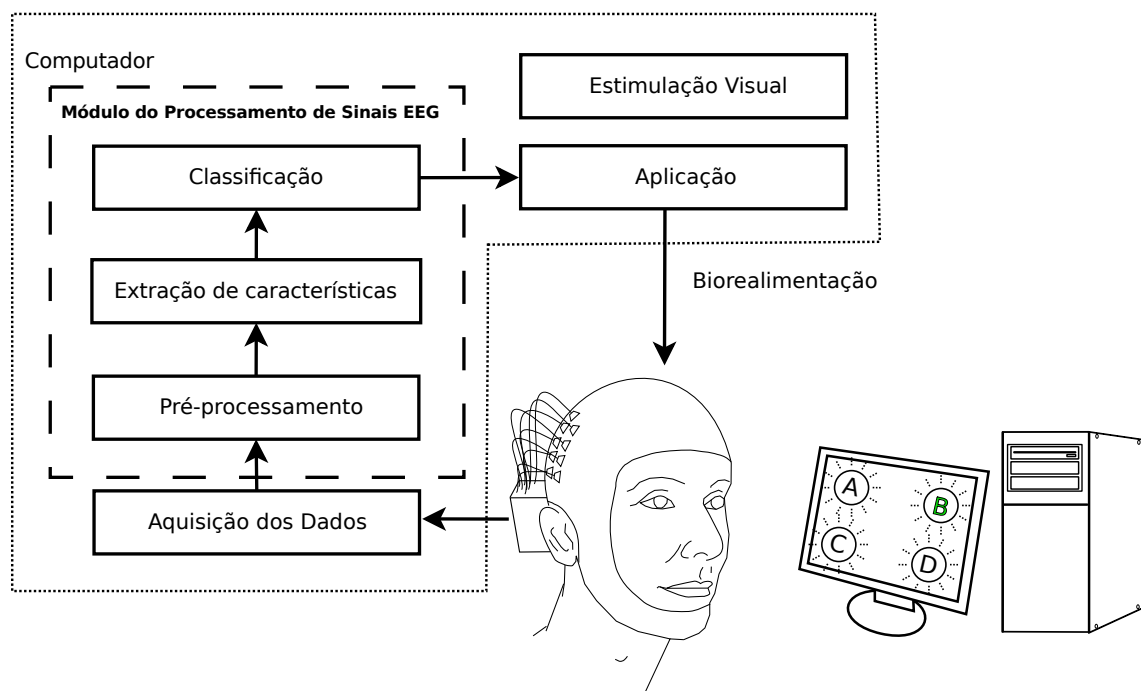 Computador
Módulo do Processamento de Sinais EEG
Classificação
Extração de característíficas
Pré-processamento
Aquisição dos Dados
Estimulação Visual
Aplicação
Biorealimentação
A
B
C
D